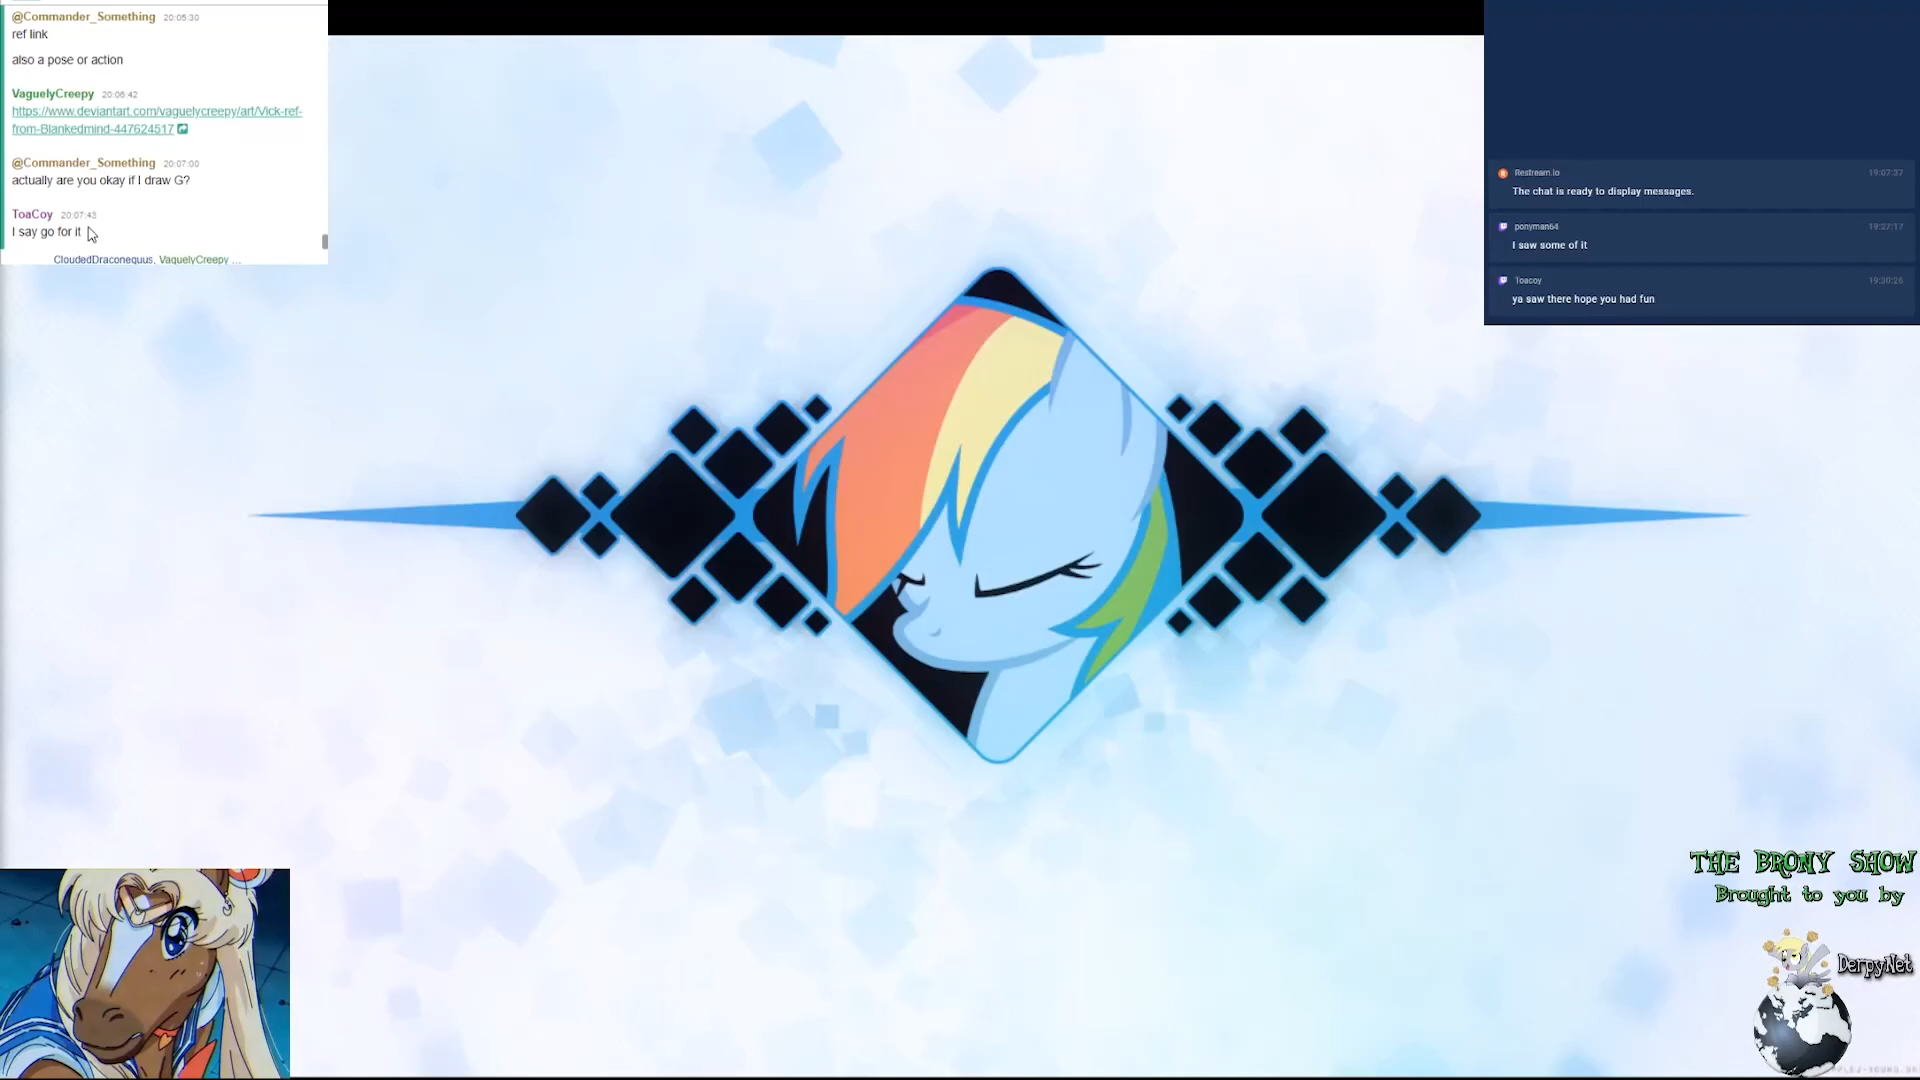 @Commander_Something 20:05:30
ref link
also a pose or action
VaguelyCreepy 20:06:42
https://www.deviantart.com/vaguelycreepy/art/Vick-ref-
from-Blankedmind-447624517
@Commander_Something 20:07:00
actually are you okay if I draw G?
ToaCoy 20:07:43
I say go for it
CloudedDraconequus, VaguelyCreepy ...
Restream.io 19:07:37
The chat is ready to display messages.
ponyman64 19:27:17
I saw some of it
Toacoy 19:30:26
ya saw there hope you had fun
THE BRONY SHOW
Brought to you by
DerpyNet